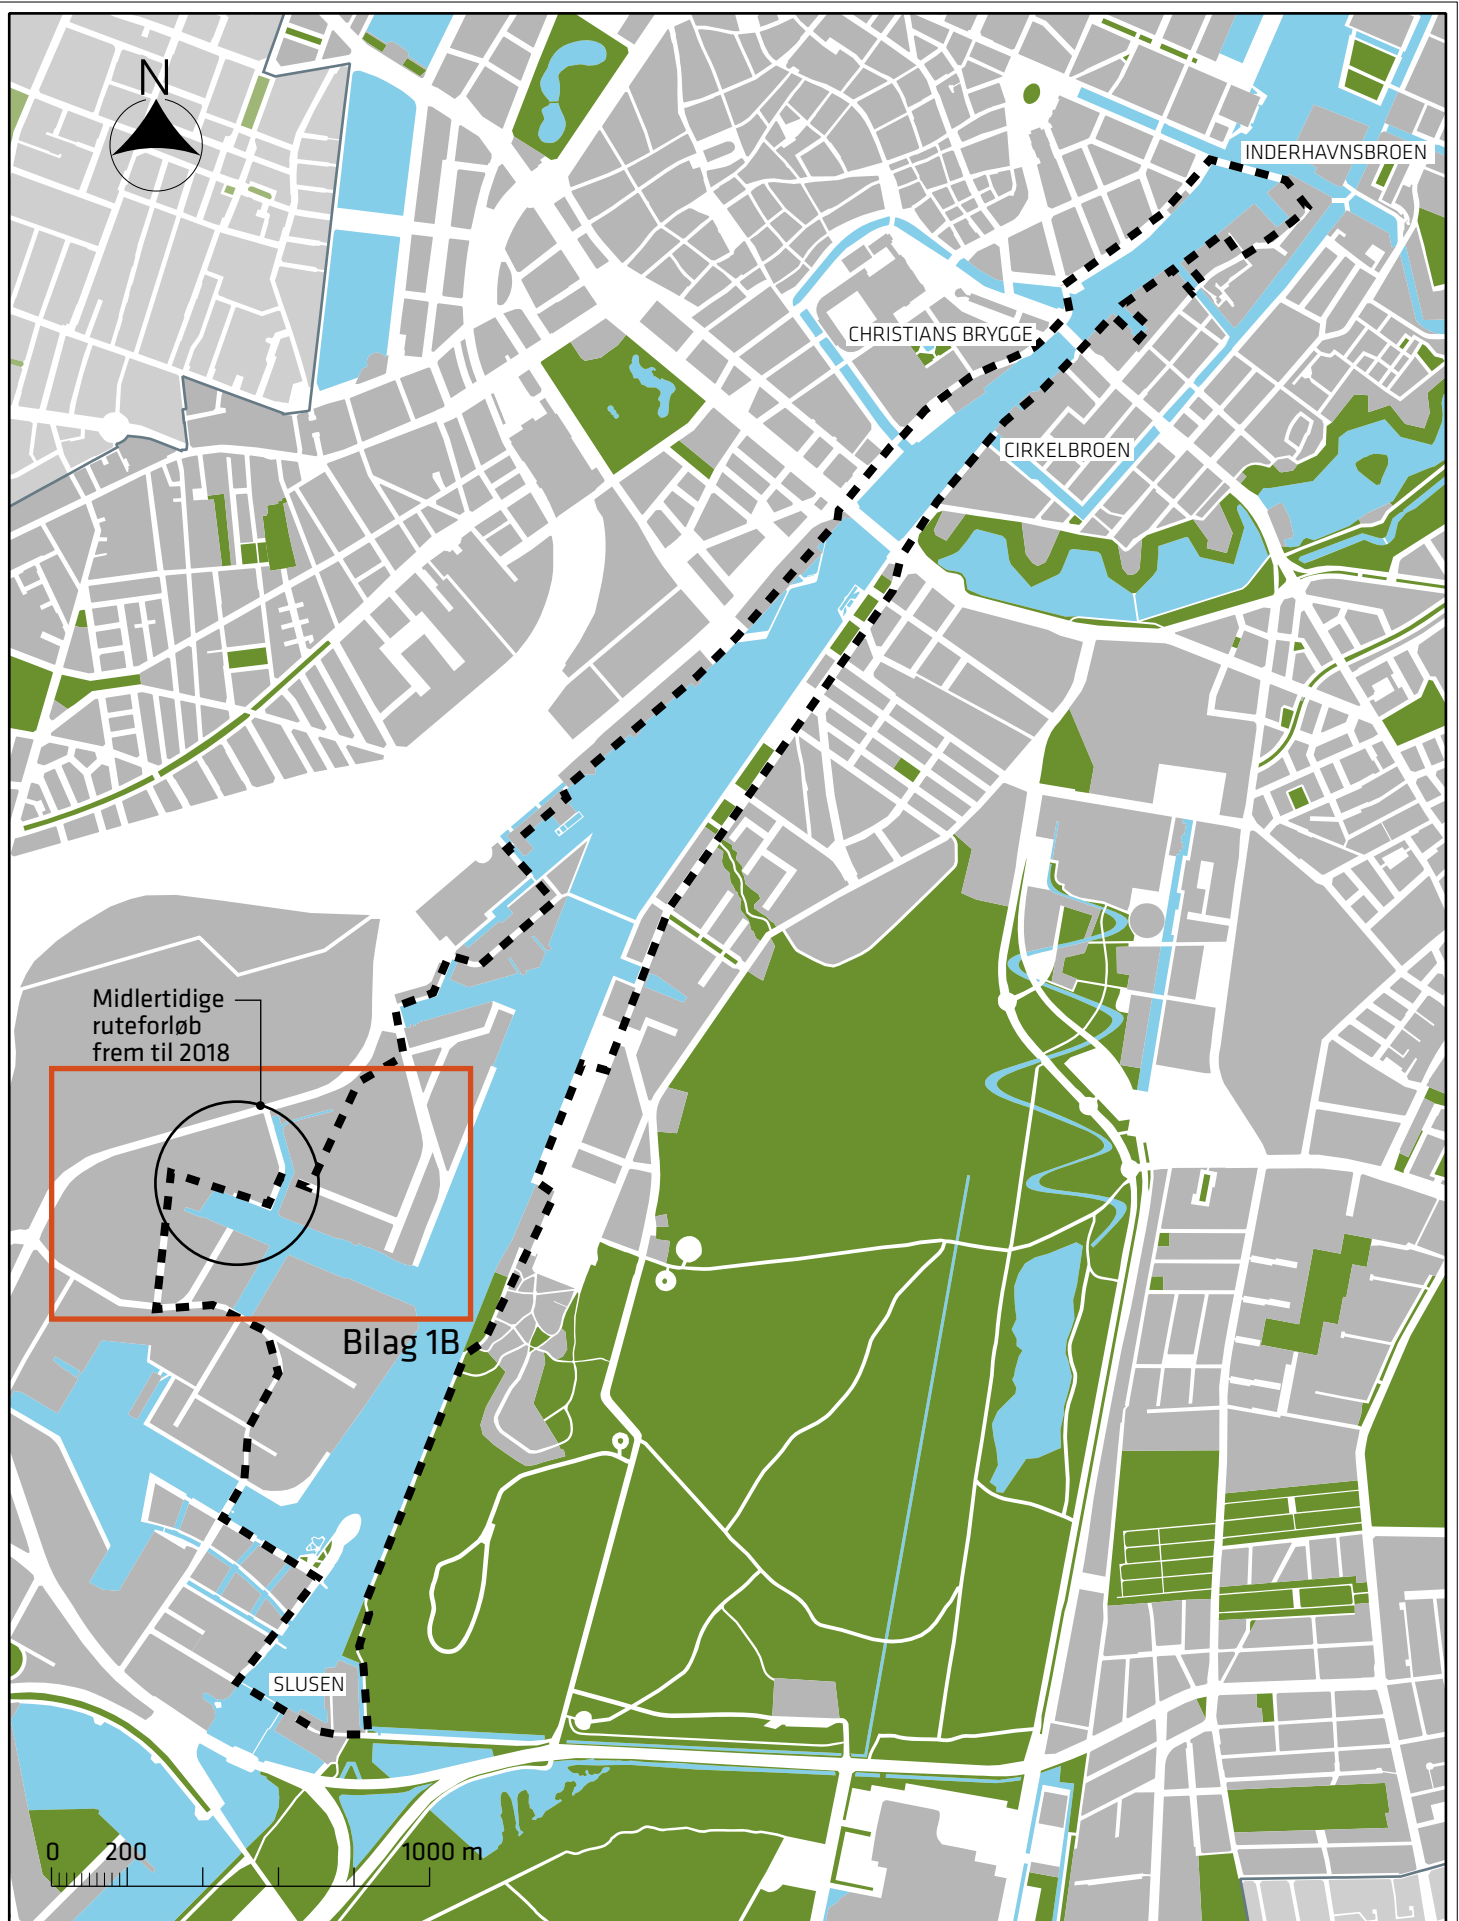 N
INDERHAVNSBROEN
CHRISTIANS BRYGGE
CIRKELBROEN
Midlertidige
ruteforløb
frem til 2018
Bilag 1B
SLUSEN
0 200 1000 m